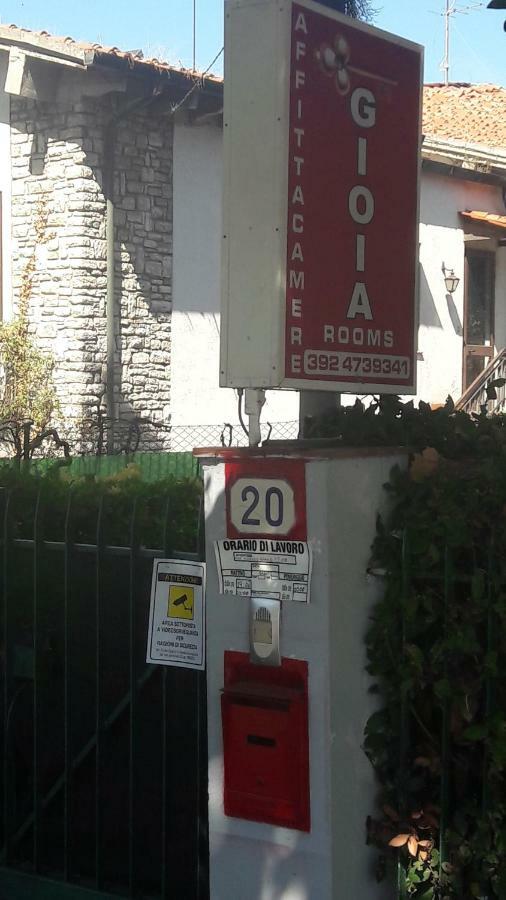 AFFITTACAMERE
GIOIA
ROOMS
392 4739341
20
ORARIO DI LAVORO
ATTENZIONE
AREA SOTTOPOSTA
A VIDEOSORVEGLIANZA
PER
RAGIONI DI SICUREZZA